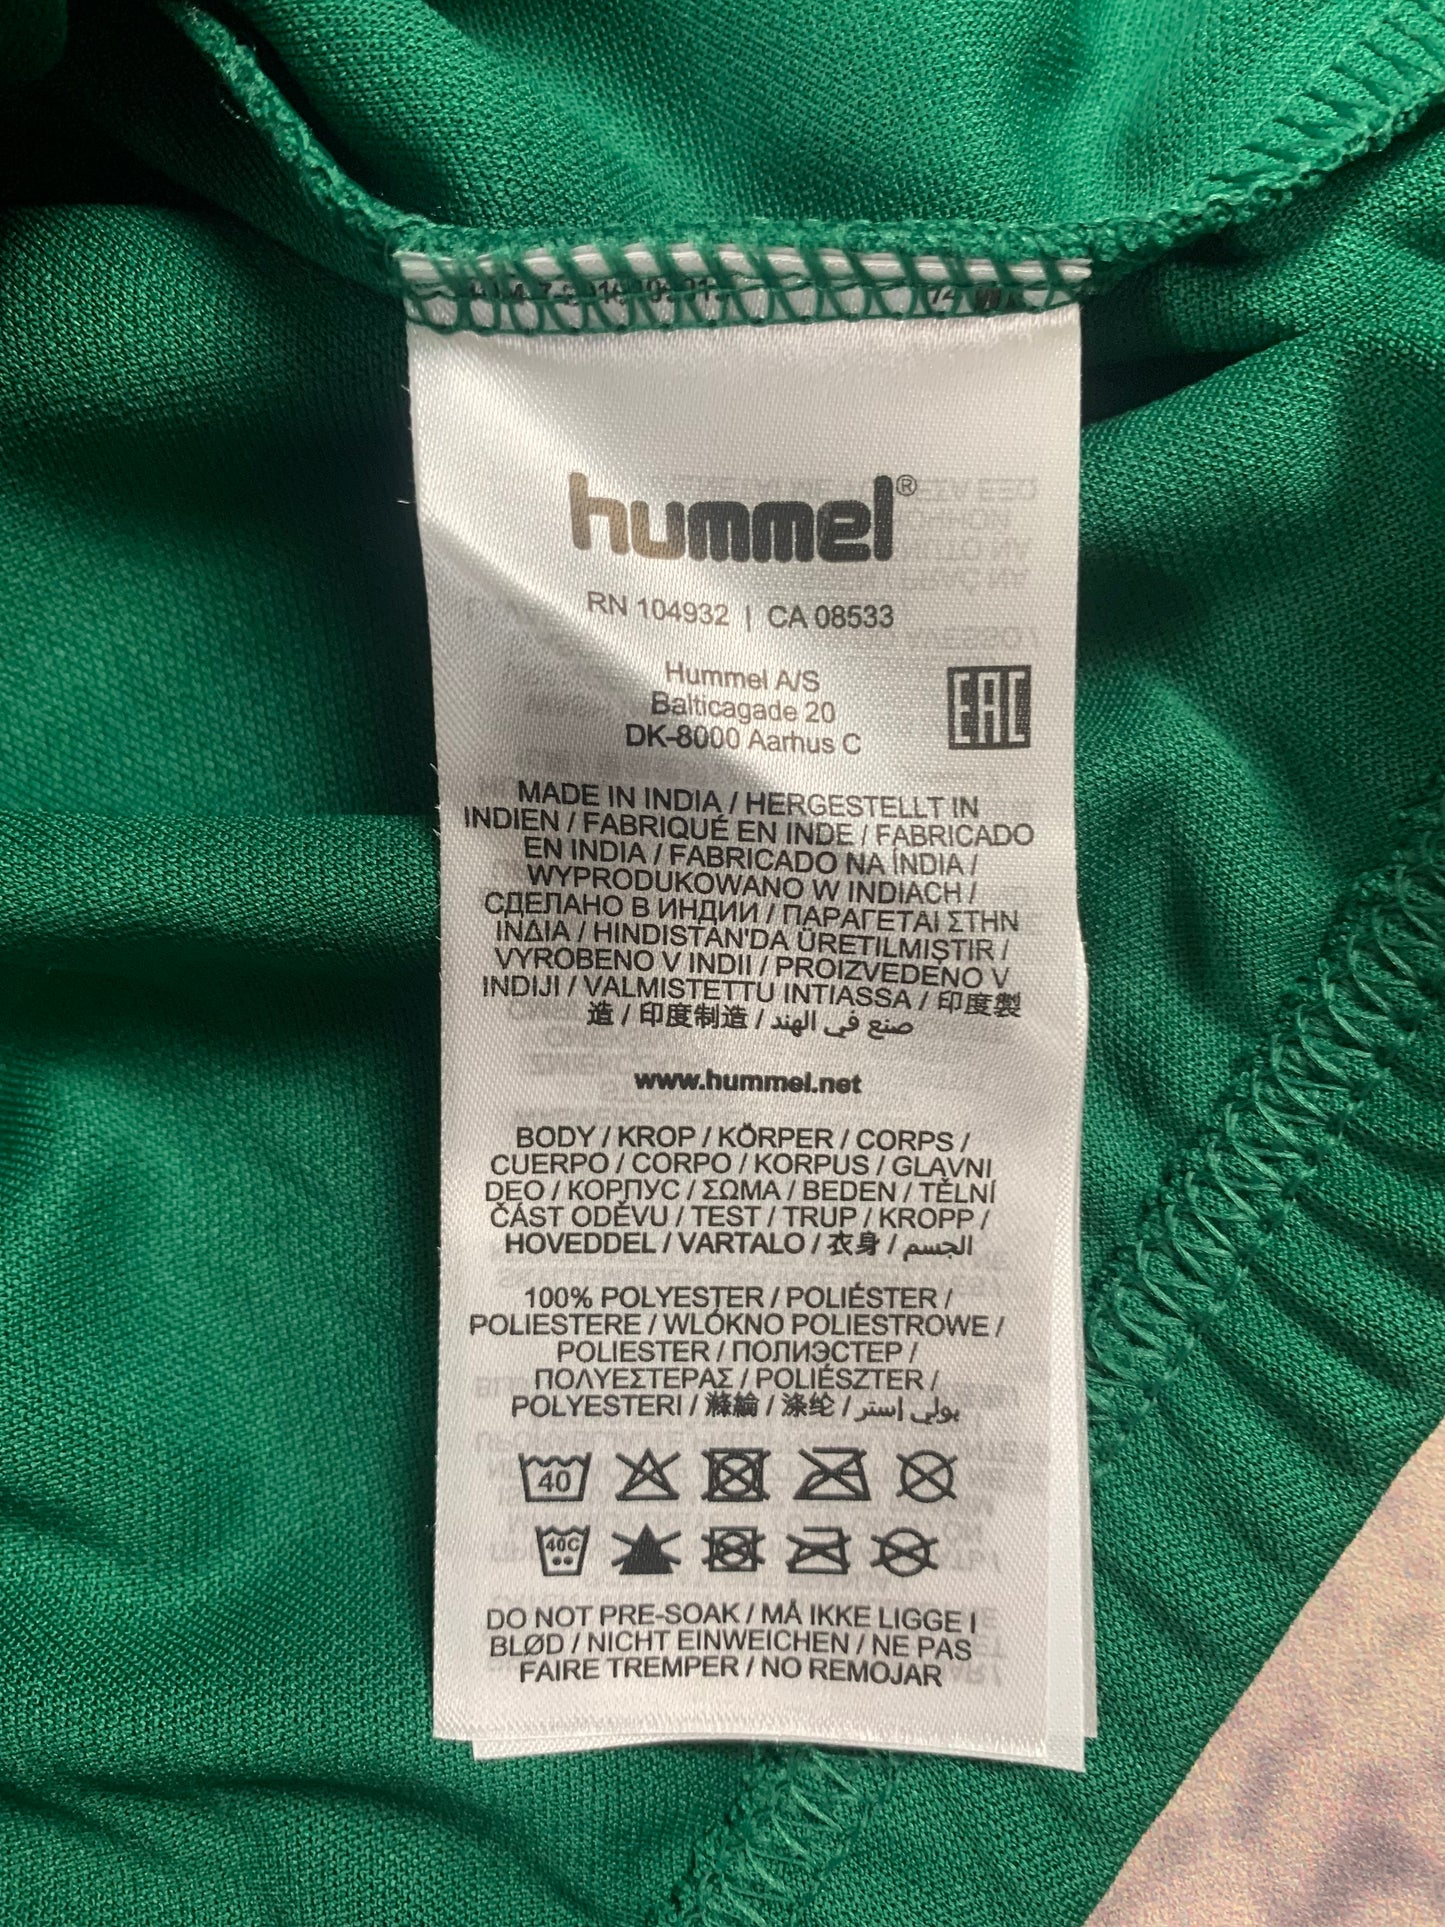 hummel®
RN 104932 | CA 08533
Hummel A/S
Balticagade 20
DK-8000 Aarhus C
EAC
MADE IN INDIA / HERGESTELLT IN
INDIEN / FABRIQUÉ EN INDE / FABRICADO
EN INDIA / FABRICADO NA ÍNDIA /
WYPRODUKOWANO W INDIACH /
СДЕЛАНО В ИНДИИ / ΠΑΡΑΓΕΤΑΙ ΣΤΗΝ
ΙΝΔΙΑ / HINDISTAN'DA ÜRETILMIŞTIR /
VYROBENO V INDII / PROIZVEDENO V
INDIJI / VALMISTETTU INTIASSA / 印度製
造 / 印度制造 / صنع في الهند
www.hummel.net
BODY / KROP / KÖRPER / CORPS /
CUERPO / CORPO / KORPUS / GLAVNI
DEO / КОРПУС / ΣΩΜΑ / BEDEN / TĚLNÍ
ČÁST ODĚVU / TEST / TRUP / KROPP /
HOVEDDEL / VARTALO / 衣身 / الجسم
100% POLYESTER / POLIÉSTER /
POLIESTERE / WLÓKNO POLIESTROWE /
POLIESTER / ПОЛИЭСТЕР /
ΠΟΛΥΕΣΤΕΡΑΣ / POLIÉSZTER /
POLYESTERI / 滌綸 / 涤纶 / بولي إستر
40
40C
DO NOT PRE-SOAK / MÅ IKKE LIGGE I
BLØD / NICHT EINWEICHEN / NE PAS
FAIRE TREMPER / NO REMOJAR